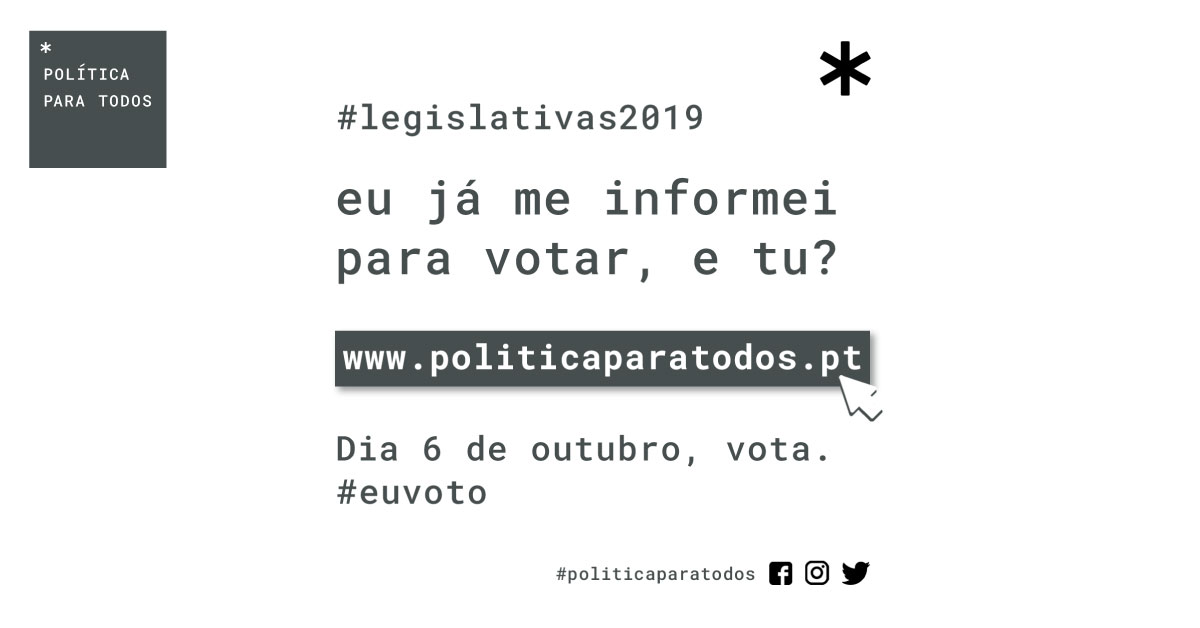 *
POLÍTICA
PARA TODOS
*
#legislativas2019
eu já me informei
para votar, e tu?
www.politicaparatodos.pt
Dia 6 de outubro, vota.
#euvoto
#politicaparatodos